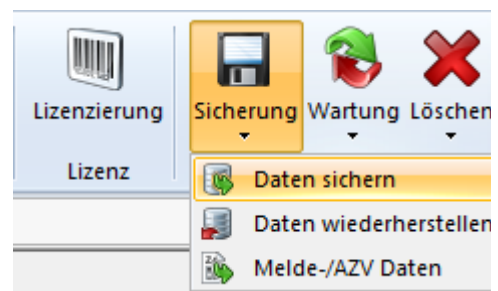 Lizenzierung
Sicherung Wartung Löschen
Lizenz
Daten sichern
Daten wiederherstellen
Melde-/AZV Daten